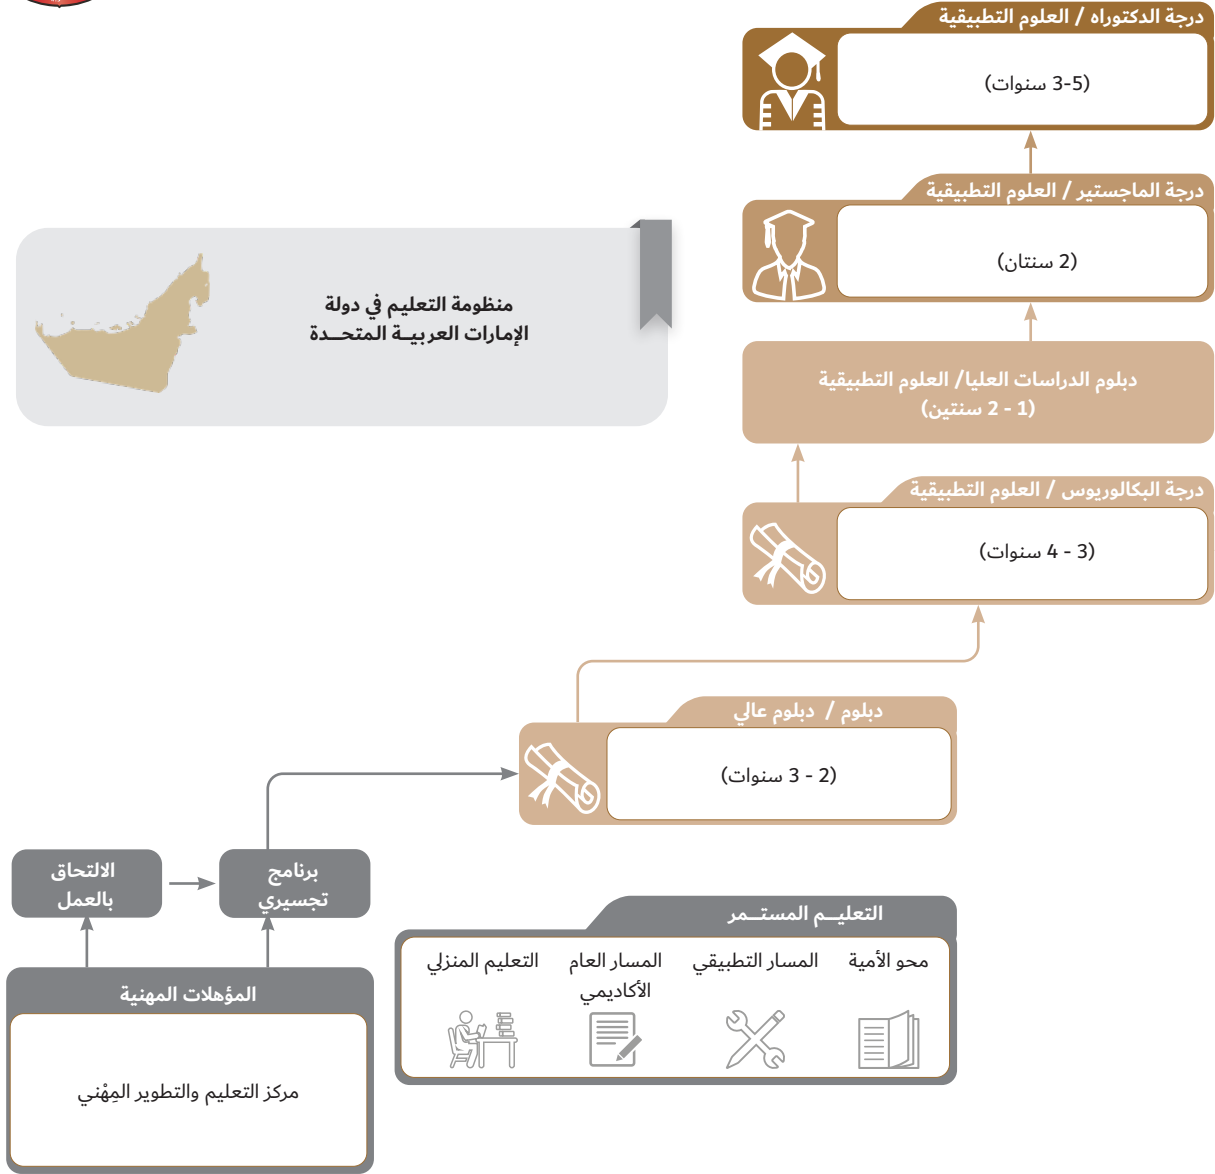 درجة الدكتوراه / العلوم التطبيقية
(3-5 سنوات)
درجة الماجستير / العلوم التطبيقية
(2 سنتان)
منظومة التعليم في دولة
الإمارات العربيــة المتحــدة
دبلوم الدراسات العليا/ العلوم التطبيقية
(1 - 2 سنتين)
درجة البكالوريوس / العلوم التطبيقية
(3 - 4 سنوات)
دبلوم / دبلوم عالي
(2 - 3 سنوات)
برنامج
تجسيري
الالتحاق
بالعمل
التعليــم المستــمر
محو الأمية
المسار التطبيقي
المسار العام
الأكاديمي
التعليم المنزلي
المؤهلات المهنية
مركز التعليم والتطوير المِهْني